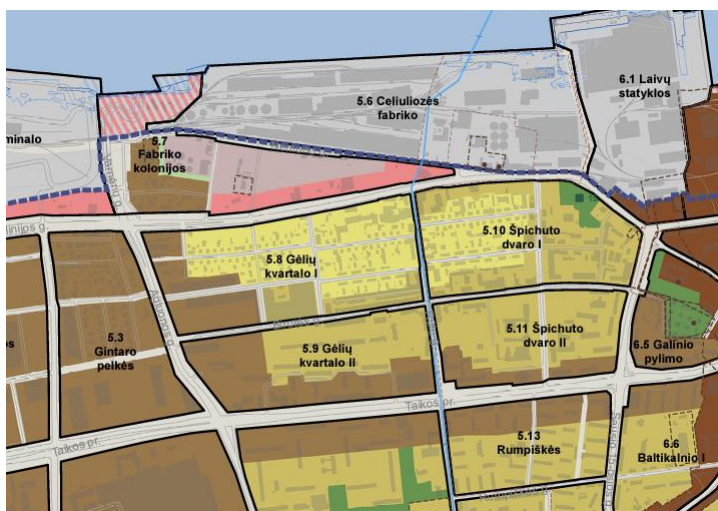 6.1 Laivų
statyklos
5.6 Celiuliozės
fabriko
minalo
5.7
Fabriko
kolonijos
linijos g.
5.8 Gėlių
kvartalo I
5.10 Špichuto
dvaro I
5.3
Gintaro
pelkės
os
5.9 Gėlių
kvartalo II
5.11 Špichuto
dvaro II
6.5 Galinio
pylimo
Taikos pr.
Taikos pr.
5.13
Rumpiškės
6.6
Baltikalnio I